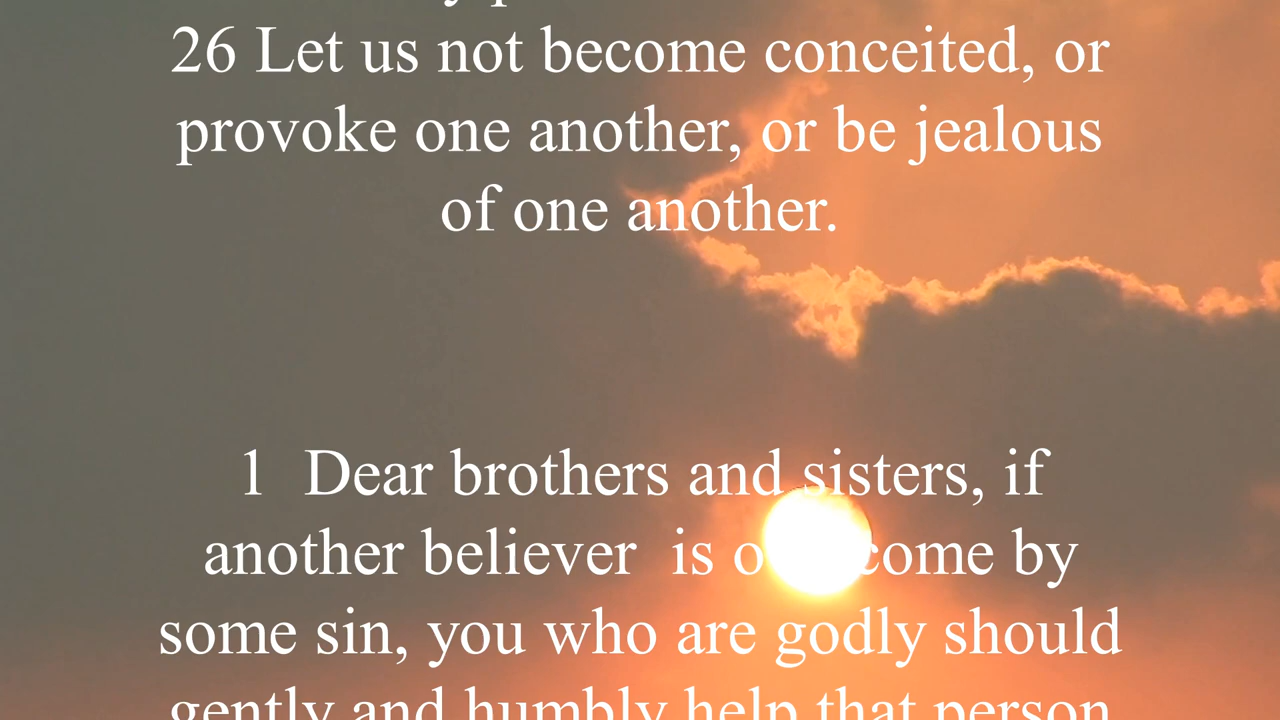 26 Let us not become conceited, or
provoke one another, or be jealous
of one another.
1 Dear brothers and sisters, if
another believer is by
some sin, you who are godly should
gently and humbly help that person